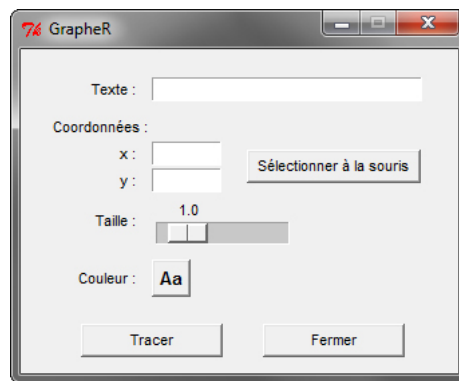 GrapheR
Texte :
Coordonnées :
x :
y :
Sélectionner à la souris
1.0
Taille :
Couleur : Aa
Tracer Fermer